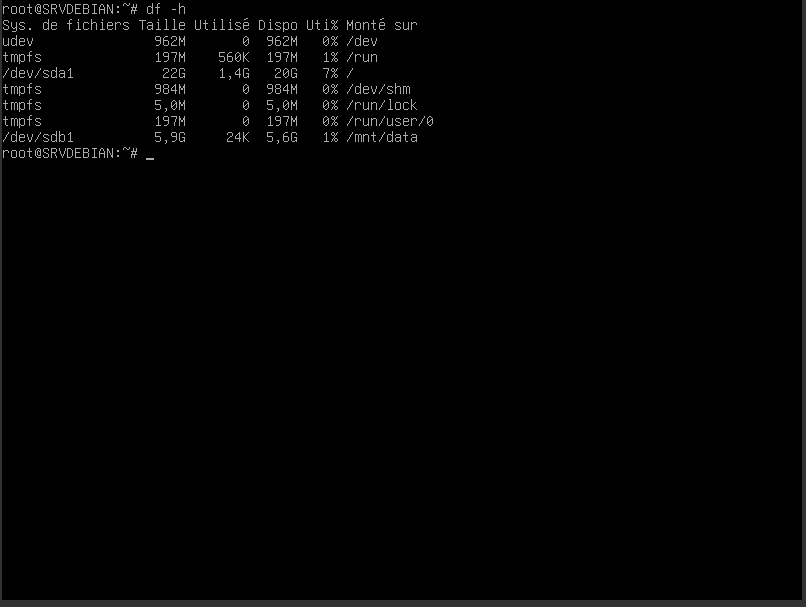 root@SRVDEBIAN:~# df -h
Sys. de fichiers Taille Utilisé Dispo Uti% Monté sur
udev               962M       0  962M   0% /dev
tmpfs              197M    560K  197M   1% /run
/dev/sda1           22G    1,4G   20G   7% /
tmpfs              984M       0  984M   0% /dev/shm
tmpfs              5,0M       0  5,0M   0% /run/lock
tmpfs              197M       0  197M   0% /run/user/0
/dev/sdb1          5,9G     24K  5,6G   1% /mnt/data
root@SRVDEBIAN:~# _